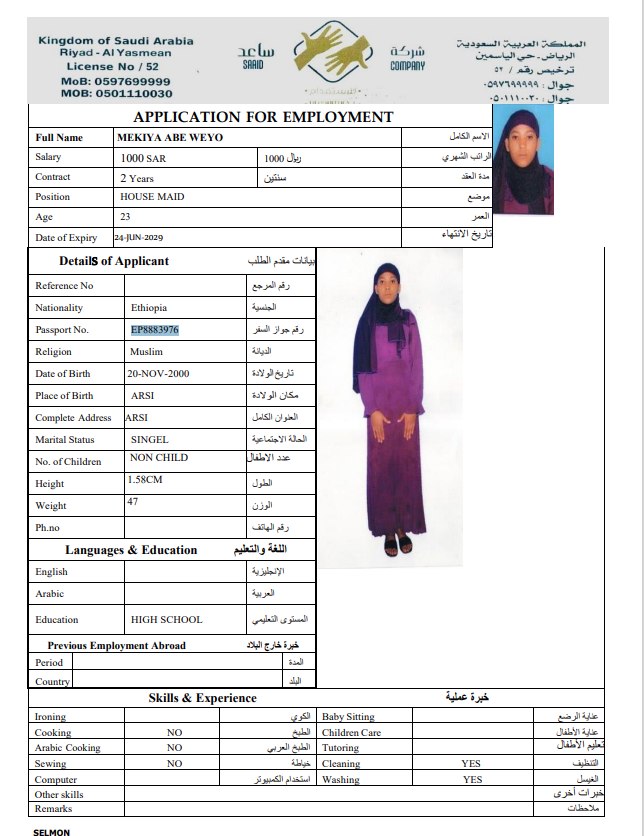 Kingdom of Saudi Arabia
Riyadh - Al Yasmean
License No / 52
MoB: 0597699999
MOB: 0501110030
ساعد
SAAID
شركة
COMPANY
المملكة العربية السعودية
الرياض - حي الياسمين
ترخيص رقم / ٥٢
جوال : ٠٥٩٧٦٩٩٩٩٩
جوال : ٠٥٠١١١٠٠٣٠
APPLICATION FOR EMPLOYMENT
Full Name MEKIYA ABE WEYO الاسم الكامل
Salary 1000 SAR 1000 ريال الراتب الشهري
Contract 2 Years سنتين مدة العقد
Position HOUSE MAID موضع
Age 23 العمر
Date of Expiry 24-JUN-2029 تاريخ الانتهاء
Details of Applicant بيانات مقدم الطلب
Reference No رقم المرجع
Nationality Ethiopia الجنسية
Passport No. EP8883976 رقم جواز السفر
Religion Muslim الديانة
Date of Birth 20-NOV-2000 تاريخ الولادة
Place of Birth ARSI مكان الولادة
Complete Address ARSI العنوان الكامل
Marital Status SINGEL الحالة الاجتماعية
No. of Children NON CHILD عدد الاطفال
Height 1.58CM الطول
Weight 47 الوزن
Ph.no رقم الهاتف
Languages & Education اللغة والتعليم
English الإنجليزية
Arabic العربية
Education HIGH SCHOOL المستوى التعليمي
Previous Employment Abroad خبرة خارج البلاد
Period المدة
Country البلد
Skills & Experience خبرة عملية
Ironing الكوي Baby Sitting عناية الرضع
Cooking NO الطبخ Children Care عناية الأطفال
Arabic Cooking NO الطبخ العربي Tutoring تعليم الأطفال
Sewing NO خياطة Cleaning YES التنظيف
Computer استخدام الكمبيوتر Washing YES الغسيل
Other skills خبرات أخرى
Remarks ملاحظات
SELMON